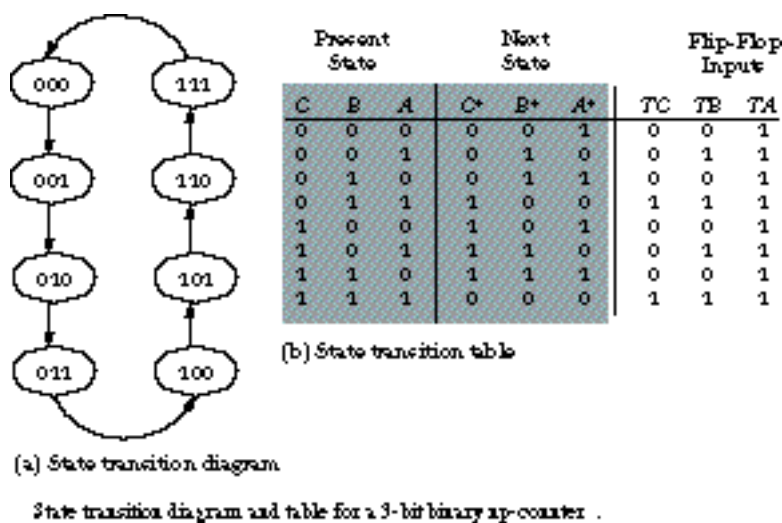 000
111
001
110
010
101
011
100
(a) State transition diagram
Present State
Next State
Flip-Flop Inputs
C B A C+ B+ A+ TC TB TA
0 0 0 0 0 1 0 0 1
0 0 1 0 1 0 0 1 1
0 1 0 0 1 1 0 0 1
0 1 1 1 0 0 1 1 1
1 0 0 1 0 1 0 0 1
1 0 1 1 1 0 0 1 1
1 1 0 1 1 1 0 0 1
1 1 1 0 0 0 1 1 1
(b) State transition table
State transition diagram and table for a 3-bit binary up-counter .